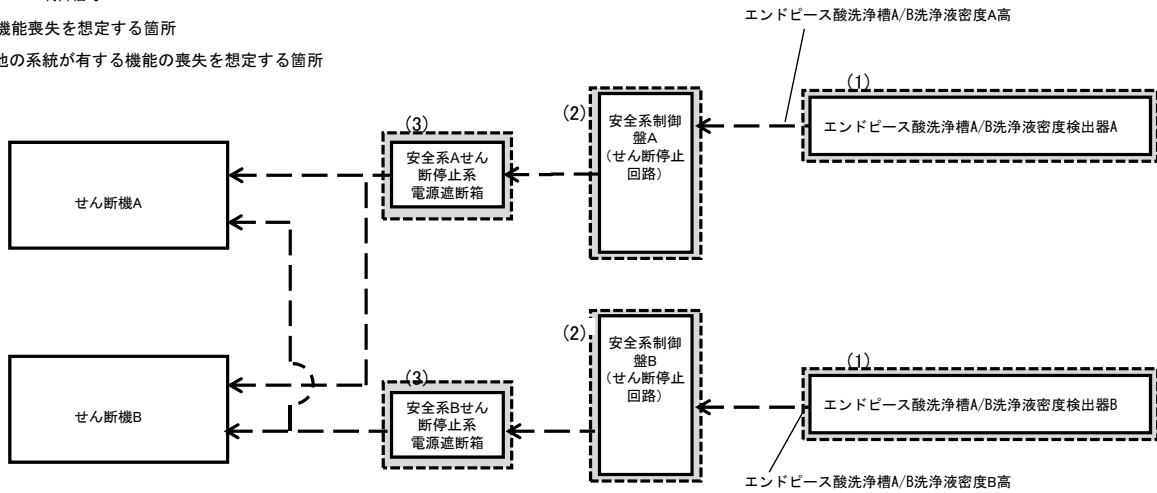 機能喪失を想定する箇所
他の系統が有する機能の喪失を想定する箇所
エンドピース酸洗浄槽A/B洗浄液密度A高
(1)
エンドピース酸洗浄槽A/B洗浄液密度検出器A
(2)
安全系制御
盤A
(せん断停止
回路)
(3)
安全系Aせん
断停止系
電源遮断箱
せん断機A
(1)
エンドピース酸洗浄槽A/B洗浄液密度検出器B
(2)
安全系制御
盤B
(せん断停止
回路)
(3)
安全系Bせん
断停止系
電源遮断箱
せん断機B
エンドピース酸洗浄槽A/B洗浄液密度B高